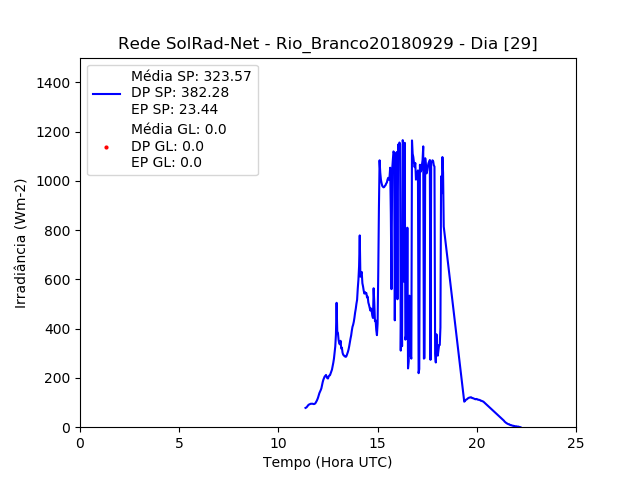 Rede SolRad-Net - Rio_Branco20180929 - Dia [29]
Média SP: 323.57
DP SP: 382.28
EP SP: 23.44
Média GL: 0.0
DP GL: 0.0
EP GL: 0.0
1400
1200
1000
800
600
400
200
0
Irradiância (Wm-2)
0 5 10 15 20 25
Tempo (Hora UTC)